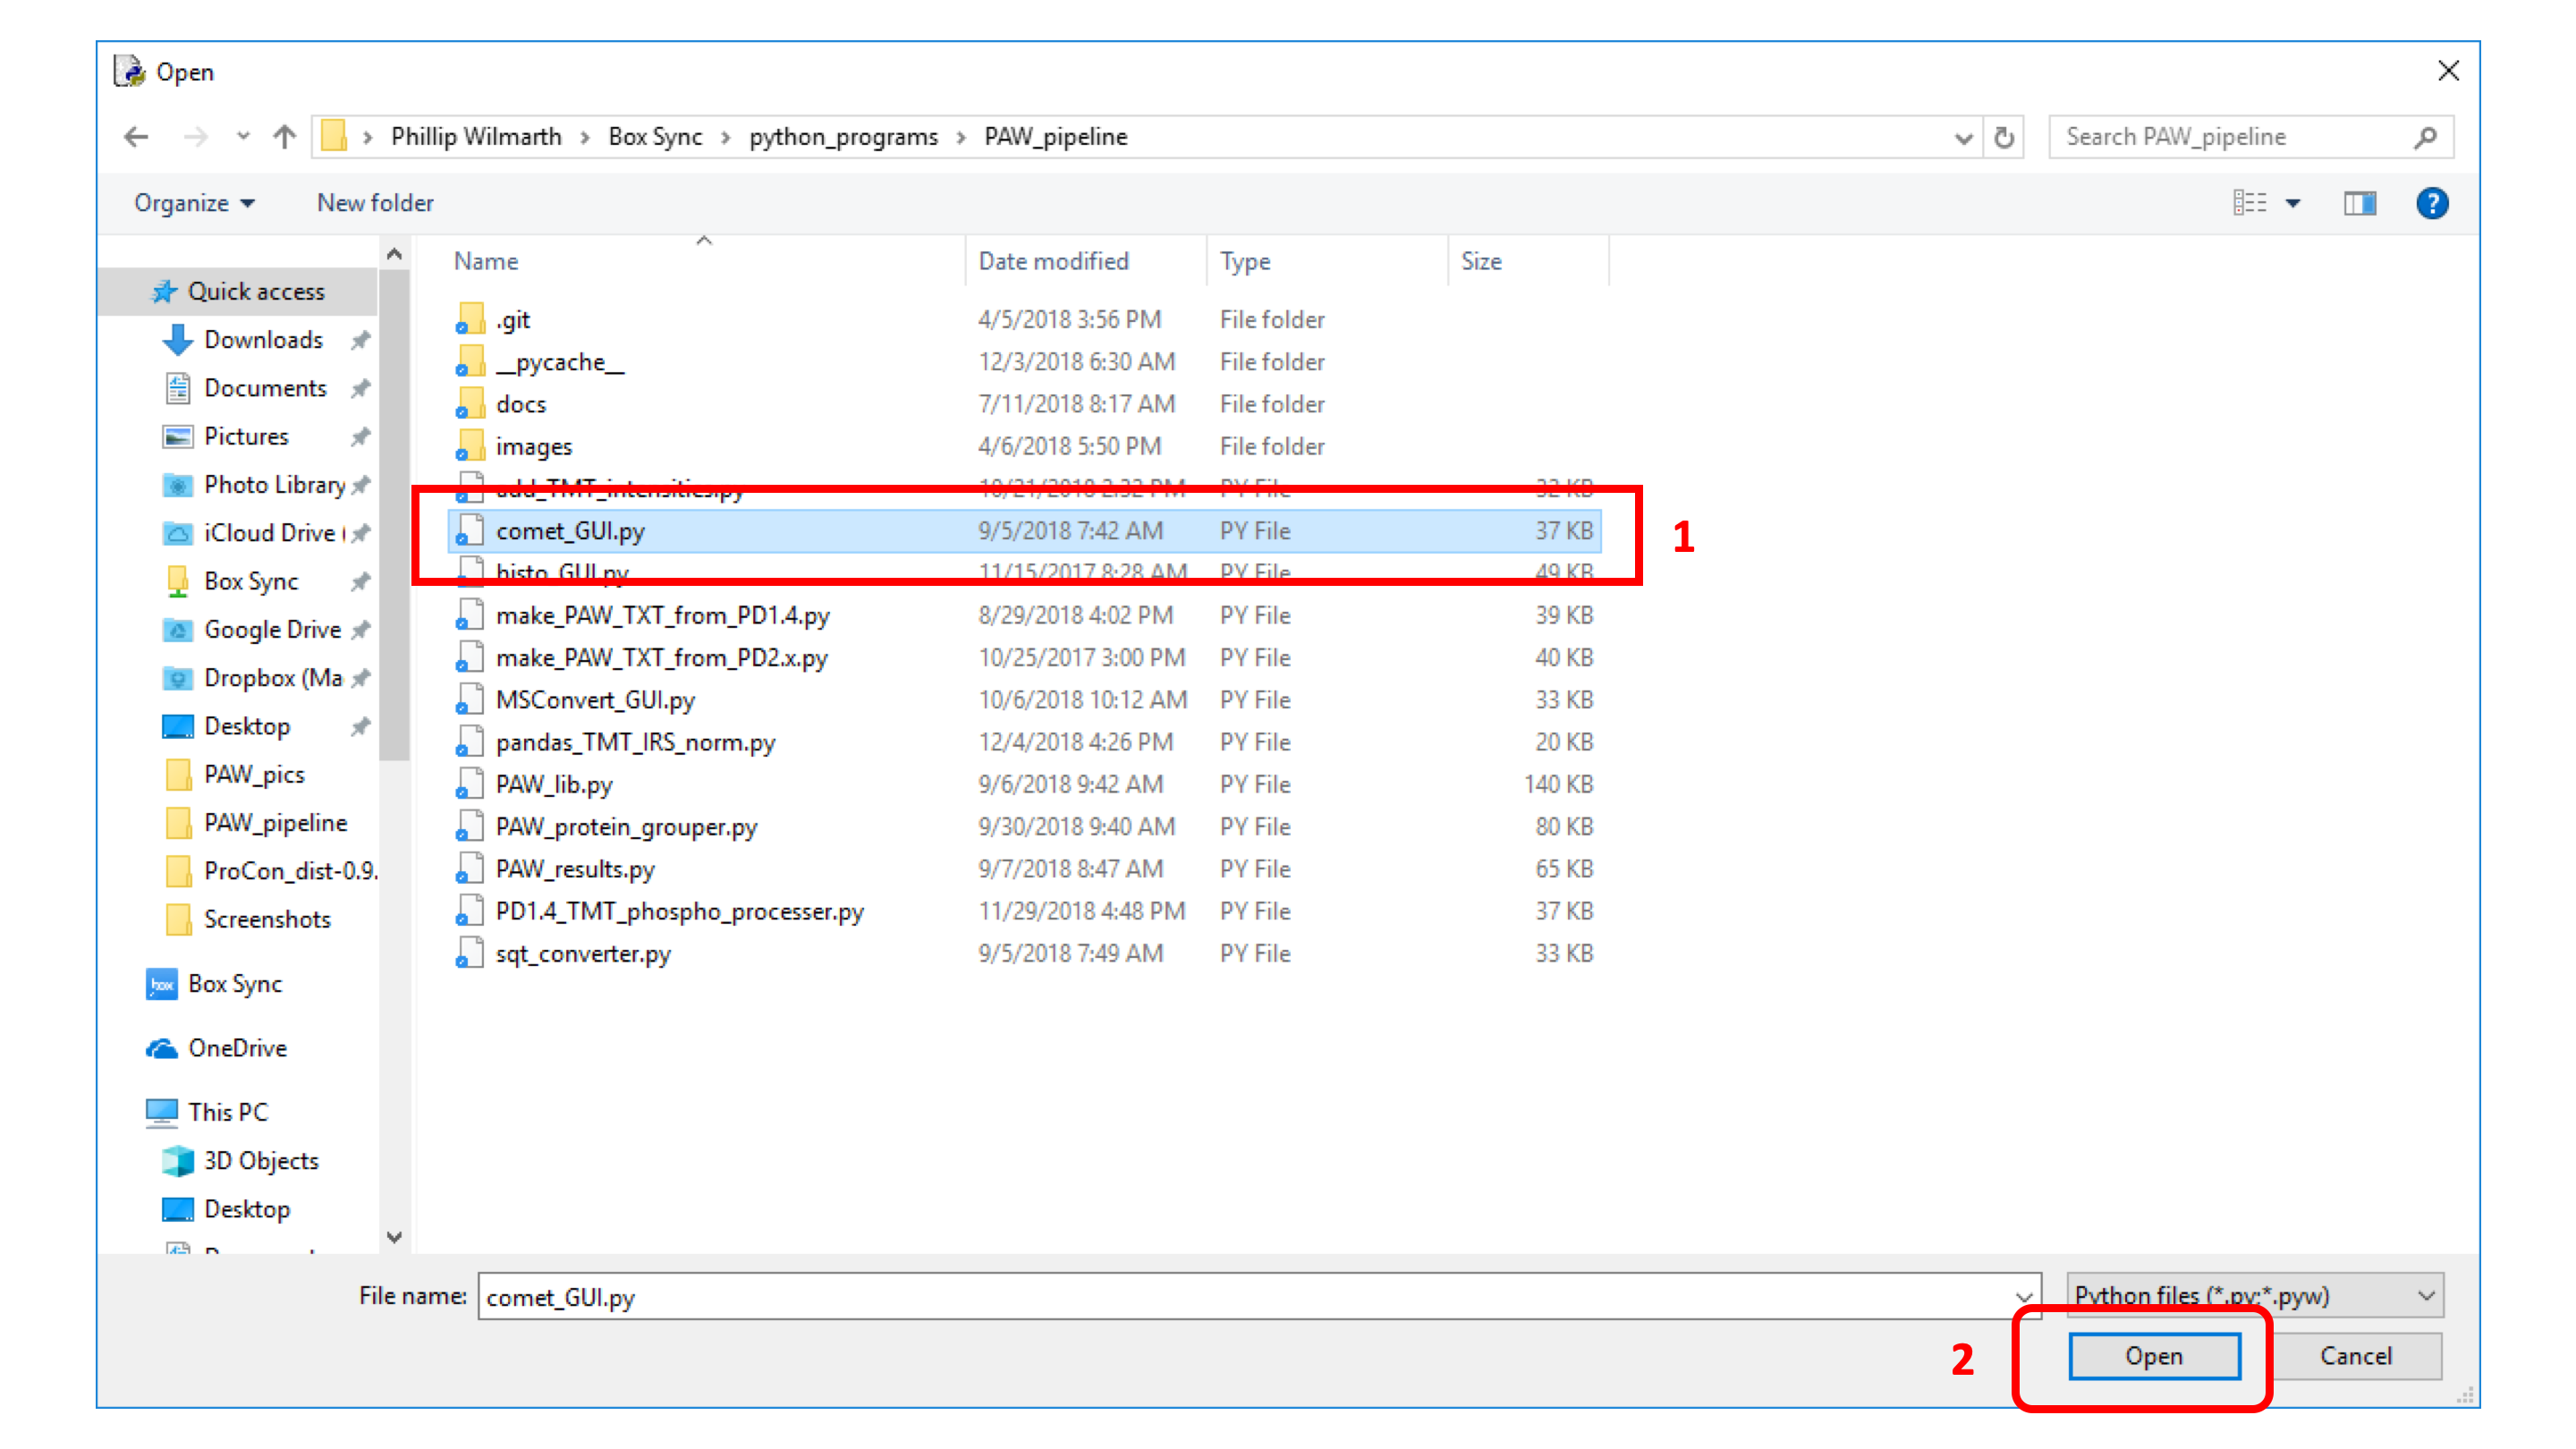 Open
Phillip Wilmarth > Box Sync > python_programs > PAW_pipeline
Search PAW_pipeline
Organize
New folder
Name Date modified Type Size
Quick access
Downloads
Documents
Pictures
Photo Library
iCloud Drive (
Box Sync
Google Drive
Dropbox (Ma
Desktop
PAW_pics
PAW_pipeline
ProCon_dist-0.9.
Screenshots
box Box Sync
OneDrive
This PC
3D Objects
Desktop
.git 4/5/2018 3:56 PM File folder
__pycache__ 12/3/2018 6:30 AM File folder
docs 7/11/2018 8:17 AM File folder
images 4/6/2018 5:50 PM File folder
add_TMT_intensities.py 10/21/2018 2:32 PM PY File 32 KB
comet_GUI.py 9/5/2018 7:42 AM PY File 37 KB
1
histo_GUI.py 11/15/2017 8:28 AM PY File 49 KB
make_PAW_TXT_from_PD1.4.py 8/29/2018 4:02 PM PY File 39 KB
make_PAW_TXT_from_PD2.x.py 10/25/2017 3:00 PM PY File 40 KB
MSConvert_GUI.py 10/6/2018 10:12 AM PY File 33 KB
pandas_TMT_IRS_norm.py 12/4/2018 4:26 PM PY File 20 KB
PAW_lib.py 9/6/2018 9:42 AM PY File 140 KB
PAW_protein_grouper.py 9/30/2018 9:40 AM PY File 80 KB
PAW_results.py 9/7/2018 8:47 AM PY File 65 KB
PD1.4_TMT_phospho_processer.py 11/29/2018 4:48 PM PY File 37 KB
sqt_converter.py 9/5/2018 7:49 AM PY File 33 KB
File name: comet_GUI.py
Python files (*.py;*.pyw)
2
Open
Cancel